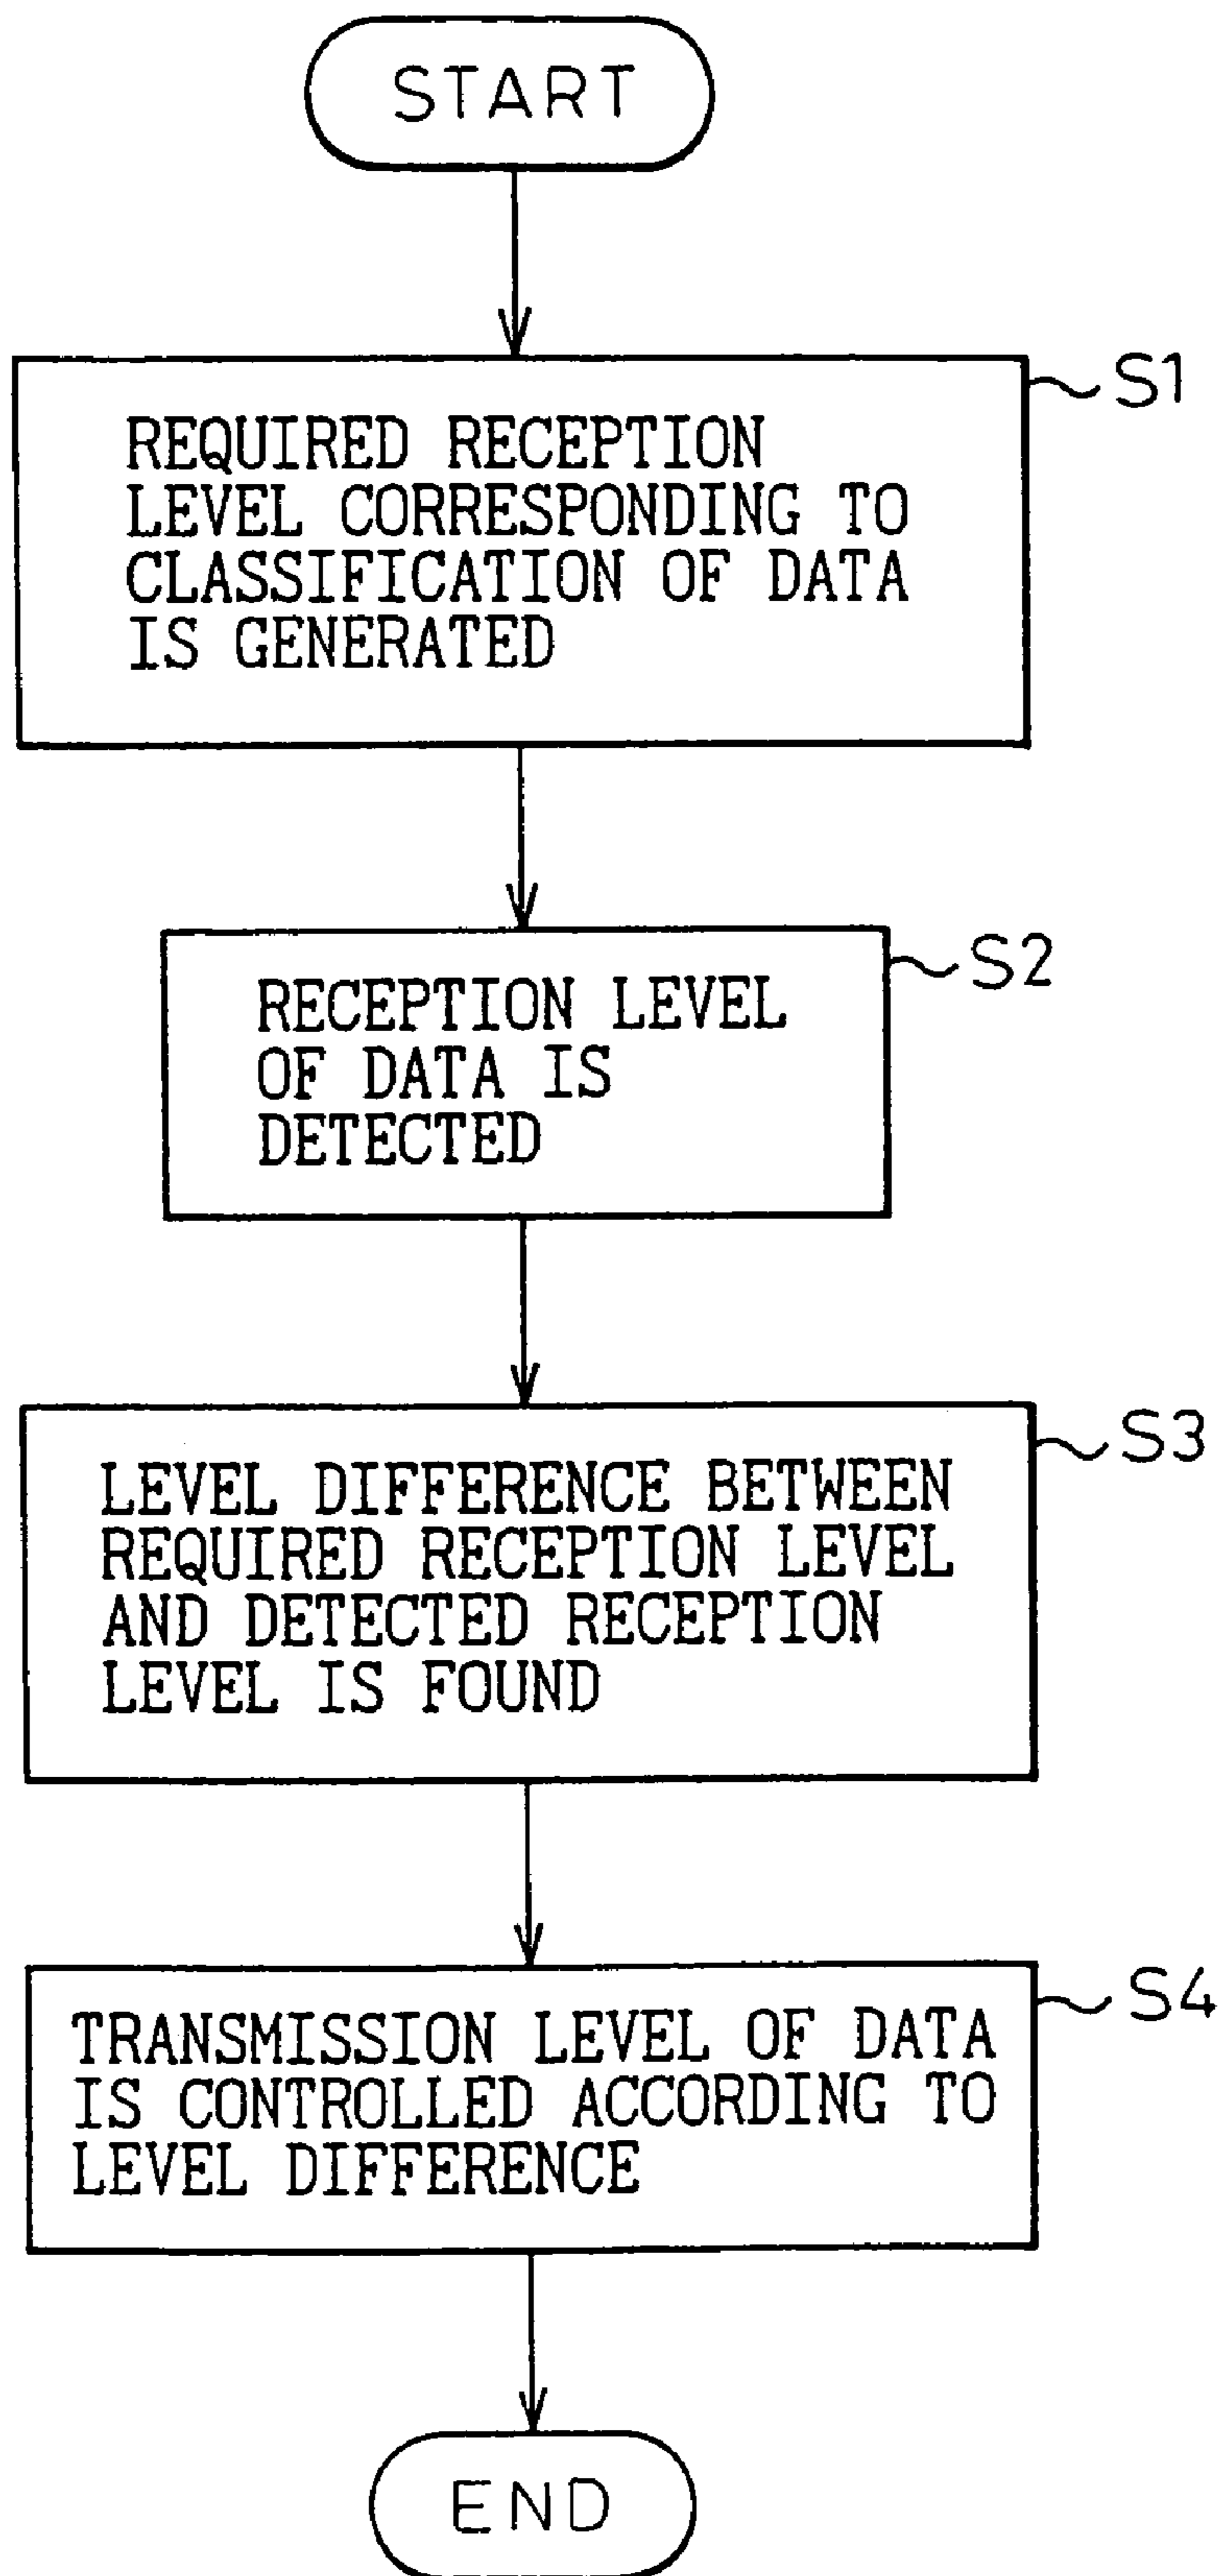 START
S1
REQUIRED RECEPTION
LEVEL CORRESPONDING TO
CLASSIFICATION OF DATA
IS GENERATED
S2
RECEPTION LEVEL
OF DATA IS
DETECTED
S3
LEVEL DIFFERENCE BETWEEN
REQUIRED RECEPTION LEVEL
AND DETECTED RECEPTION
LEVEL IS FOUND
S4
TRANSMISSION LEVEL OF DATA
IS CONTROLLED ACCORDING TO
LEVEL DIFFERENCE
END